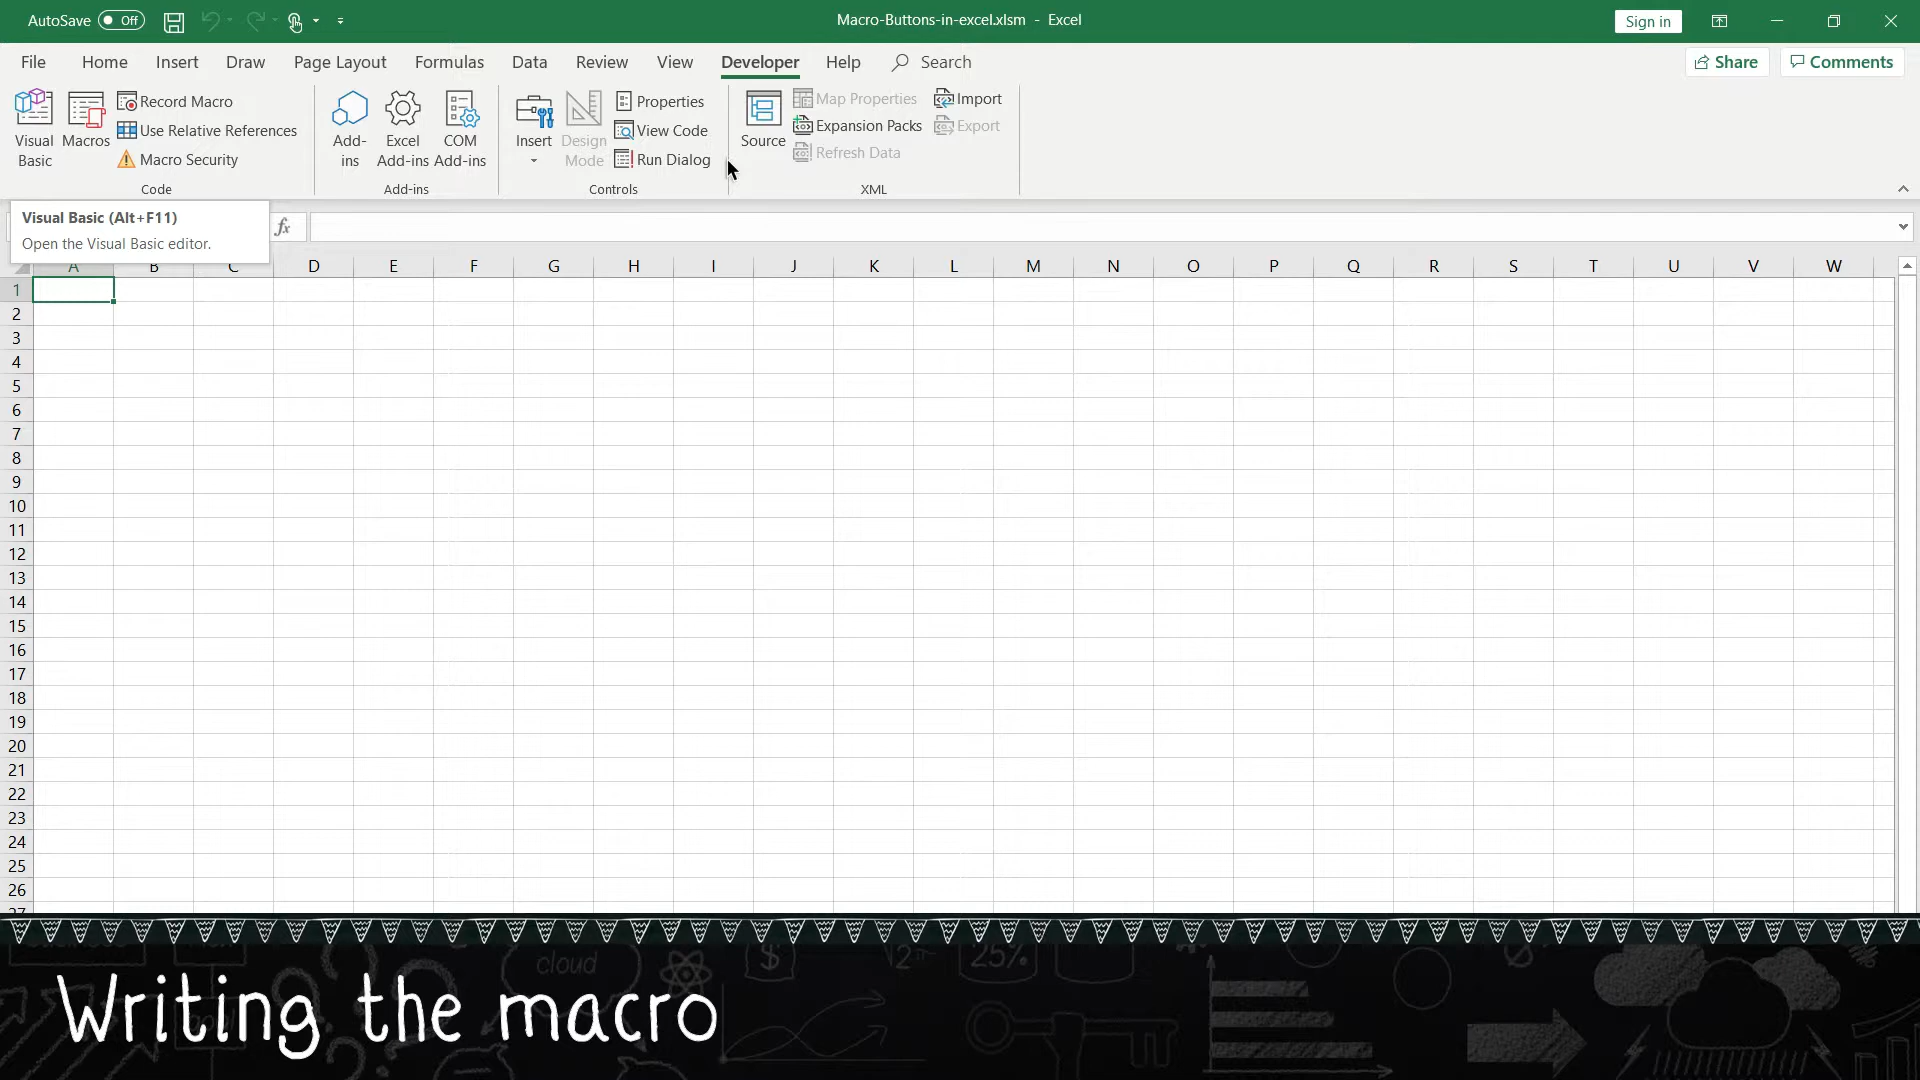 AutoSave Off
Macro-Buttons-in-excel.xlsm - Excel
Sign in
File Home Insert Draw Page Layout Formulas Data Review View Developer Help Search
Share Comments
Visual Basic
Macros
Record Macro
Use Relative References
Macro Security
Code
Add-ins
Excel Add-ins
COM Add-ins
Add-ins
Insert
Design Mode
Properties
View Code
Run Dialog
Controls
Source
Map Properties
Expansion Packs
Refresh Data
Import
Export
XML
Visual Basic (Alt+F11)
Open the Visual Basic editor.
fx
A B C D E F G H I J K L M N O P Q R S T U V W
1
2
3
4
5
6
7
8
9
10
11
12
13
14
15
16
17
18
19
20
21
22
23
24
25
26
27
cloud
$
25%
Writing the macro